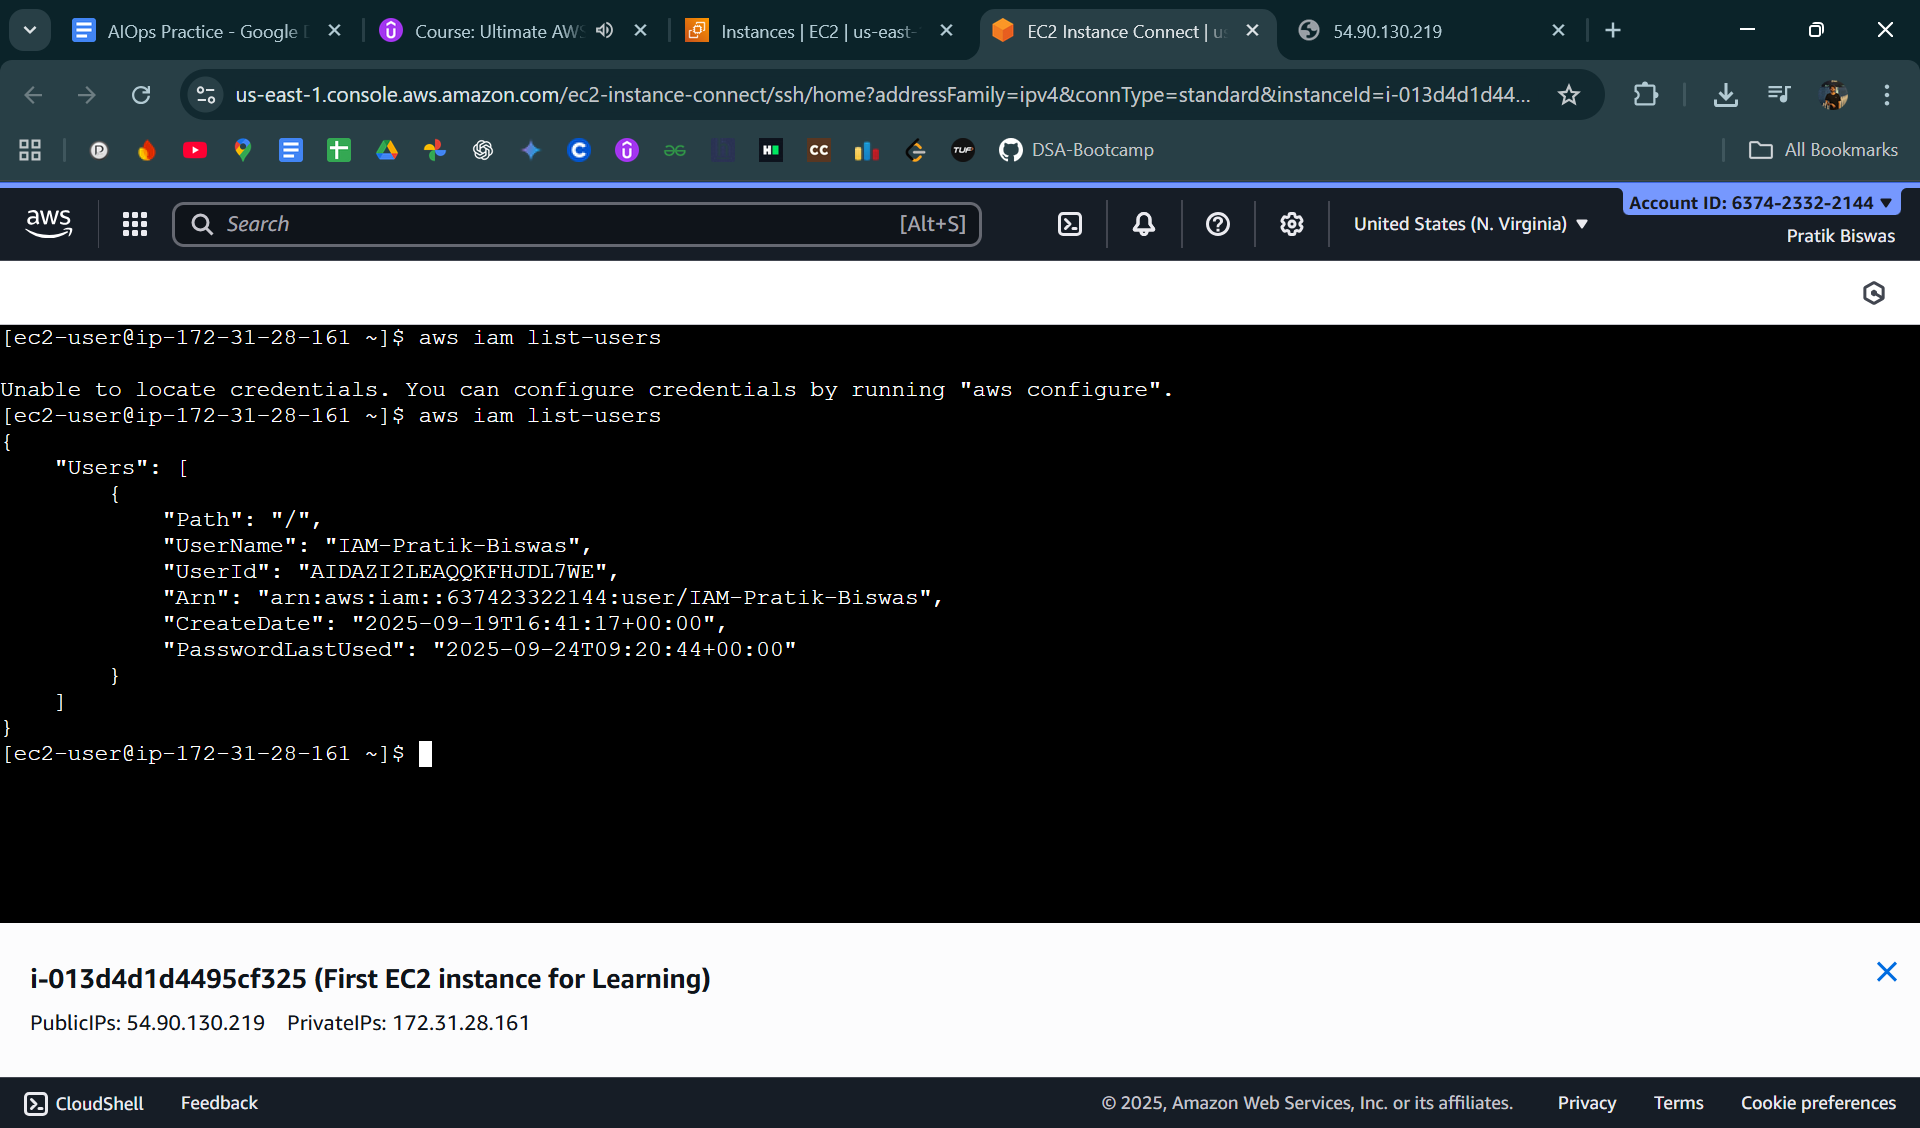 AIOps Practice - Google D
Course: Ultimate AWS
Instances | EC2 | us-east-
EC2 Instance Connect | us
54.90.130.219
us-east-1.console.aws.amazon.com/ec2-instance-connect/ssh/home?addressFamily=ipv4&connType=standard&instanceId=i-013d4d1d44...
CC
TUF
DSA-Bootcamp
All Bookmarks
aws
Search
[Alt+S]
United States (N. Virginia) ▼
Account ID: 6374-2332-2144 ▼
Pratik Biswas
[ec2-user@ip-172-31-28-161 ~]$ aws iam list-users
Unable to locate credentials. You can configure credentials by running "aws configure".
[ec2-user@ip-172-31-28-161 ~]$ aws iam list-users
{
"Users": [
{
"Path": "/",
"UserName": "IAM-Pratik-Biswas",
"UserId": "AIDAZI2LEAQQKFHJDL7WE",
"Arn": "arn:aws:iam::637423322144:user/IAM-Pratik-Biswas",
"CreateDate": "2025-09-19T16:41:17+00:00",
"PasswordLastUsed": "2025-09-24T09:20:44+00:00"
}
]
}
[ec2-user@ip-172-31-28-161 ~]$
i-013d4d1d4495cf325 (First EC2 instance for Learning)
PublicIPs: 54.90.130.219 PrivateIPs: 172.31.28.161
CloudShell
Feedback
© 2025, Amazon Web Services, Inc. or its affiliates.
Privacy
Terms
Cookie preferences